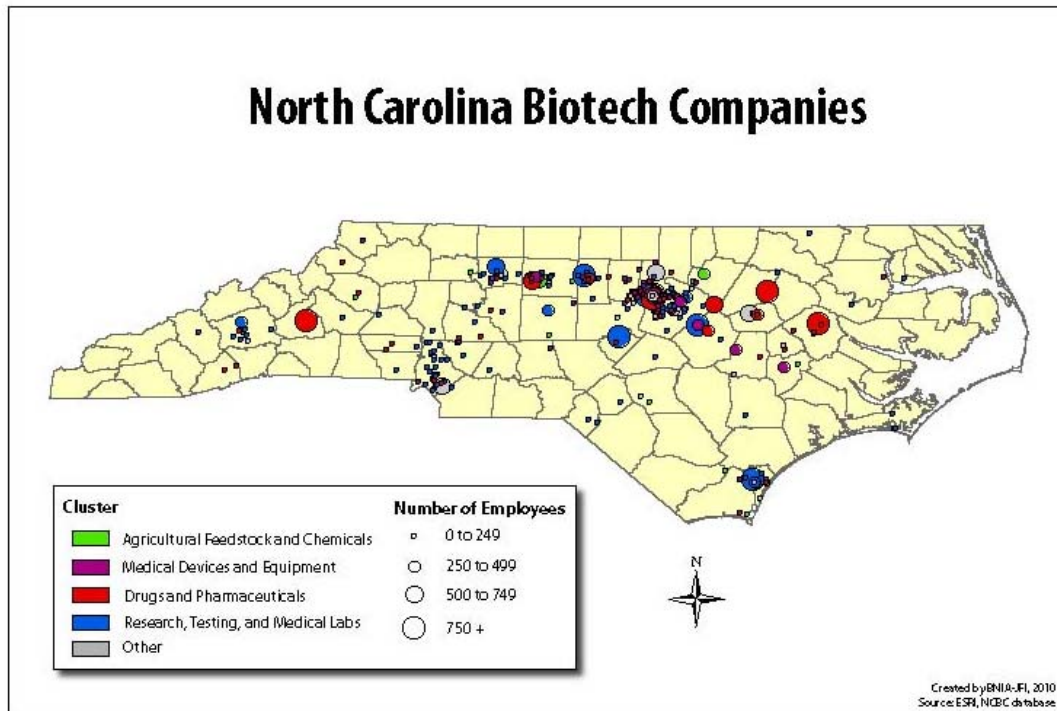 North Carolina Biotech Companies
Cluster
Agricultural Feedstock and Chemicals
Medical Devices and Equipment
Drugs and Pharmaceuticals
Research, Testing, and Medical Labs
Other
Number of Employees
0 to 249
250 to 499
500 to 749
750 +
N
Created by BNIA-JFI, 2010
Source: ESRI, NCBC database